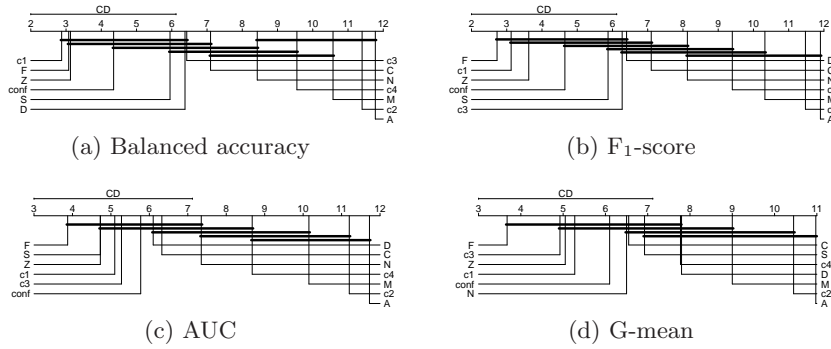 CD
2 3 4 5 6 7 8 9 10 11 12
c1 c3
F C
Z N
conf c4
S M
D c2
A
(a) Balanced accuracy
CD
2 3 4 5 6 7 8 9 10 11 12
F D
c1 C
Z N
conf c4
S M
c3 c2
A
(b) F₁-score
CD
3 4 5 6 7 8 9 10 11 12
F D
S C
Z N
c1 c4
c3 M
conf c2
A
(c) AUC
CD
2 3 4 5 6 7 8 9 10 11
F C
c3 S
Z c4
c1 D
conf M
N c2
A
(d) G-mean